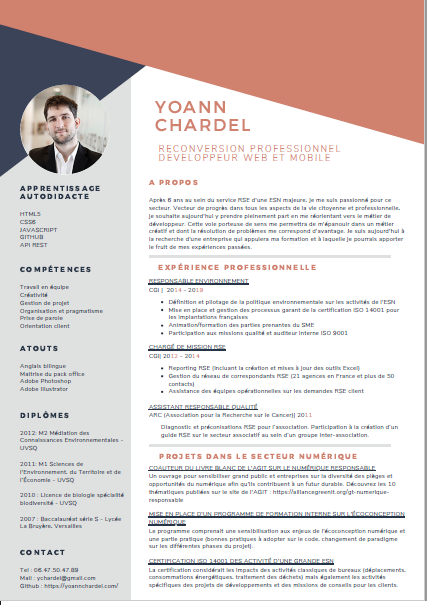 YOANN
CHARDEL
RECONVERSION PROFESSIONNEL
DÉVELOPPEUR WEB ET MOBILE
APPRENTISSAGE
AUTODIDACTE
HTML5
CSS6
JAVASCRIPT
GITHUB
API REST
COMPÉTENCES
Travail en équipe
Créativité
Gestion de projet
Organisation et pragmatisme
Prise de parole
Orientation client
ATOUTS
Anglais bilingue
Maîtrise du pack office
Adobe Photoshop
Adobe Illustrator
DIPLÔMES
2012: M2 Médiation des
Connaissances Environnementales -
UVSQ
2011: M1 Sciences de
l'Environnement, du Territoire et de
l'Économie - UVSQ
2010 : Licence de biologie spécialité
biodiversité - UVSQ
2007 : Baccalauréat série S - Lycée
La Bruyère, Versailles
CONTACT
Tel : 06.47.50.47.89
Mail : ychardel@gmail.com
Github : https://yoannchardel.com/
A PROPOS
Après 6 ans au sein du service RSE d'une ESN majeure, je me suis passionné pour ce
secteur. Vecteur de progrès dans tous les aspects de la vie citoyenne et professionelle,
je souhaite aujourd'hui y prendre pleinement part en me réorientant vers le métier de
développeur. Cette quête de sens me permettra de m'épanouir dans un métier
créatif et dont la résolution de problèmes me correspond d'avantage. Je suis aujourd'hui à
la recherche d'une entreprise qui appuiera ma formation et à laquelle je pourrais apporter
le fruit de mes expériences passés.
EXPÉRIENCE PROFESSIONNELLE
RESPONSABLE ENVIRONNEMENT
CGI | 2014 - 2019
• Définition et pilotage de la politique environnementale sur les activités de l'ESN
• Mise en place et gestion des processus garant de la certification ISO 14001 pour
les implantations françaises
• Animation/formation des parties prenantes du SME
• Participation aux missions qualité et auditeur interne ISO 9001
CHARGÉ DE MISSION RSE
CGI| 2012 - 2014
• Reporting RSE (incluant la création et mises à jour des outils Excel)
• Gestion du réseau de correspondants RSE (21 agences en France et plus de 50
contacts)
• Assistance des équipes opérationnelles sur les demandes RSE client
ASSISTANT RESPONSABLE QUALITÉ
ARC (Association pour la Recherche sur le Cancer)| 2011
Diagnostic et préconisations RSE pour l'association. Participation à la création d'un
guide RSE sur le secteur associatif au sein d'un groupe inter-association.
PROJETS DANS LE SECTEUR NUMÉRIQUE
COAUTEUR DU LIVRE BLANC DE L'AGIT SUR LE NUMÉRIQUE RESPONSABLE
Un ouvrage pour sensibiliser grand public et entreprises sur la diversité des pièges et
opportunités du numérique afin qu'ils contribuent à un futur durable. Découvrez les 10
thématiques publiées sur le site de l'AGIT : https://alliancegreenit.org/gt-numerique-
responsable
MISE EN PLACE D'UN PROGRAMME DE FORMATION INTERNE SUR L'ÉCOCONCEPTION
NUMÉRIQUE
Le programme comprenait une sensibilisation aux enjeux de l'écoconception numérique et
une partie pratique (bonnes pratiques à adopter sur le code, changement de paradigme
sur les différentes phases du projet).
CERTIFICATION ISO 14001 DES ACTIVITÉ D'UNE GRANDE ESN
La certification considérait les impacts des activités classiques de bureaux (déplacements,
consommations énergétiques, traitement des déchets) mais également les activités
spécifiques des projets de développements et des missions de conseils pour les clients.